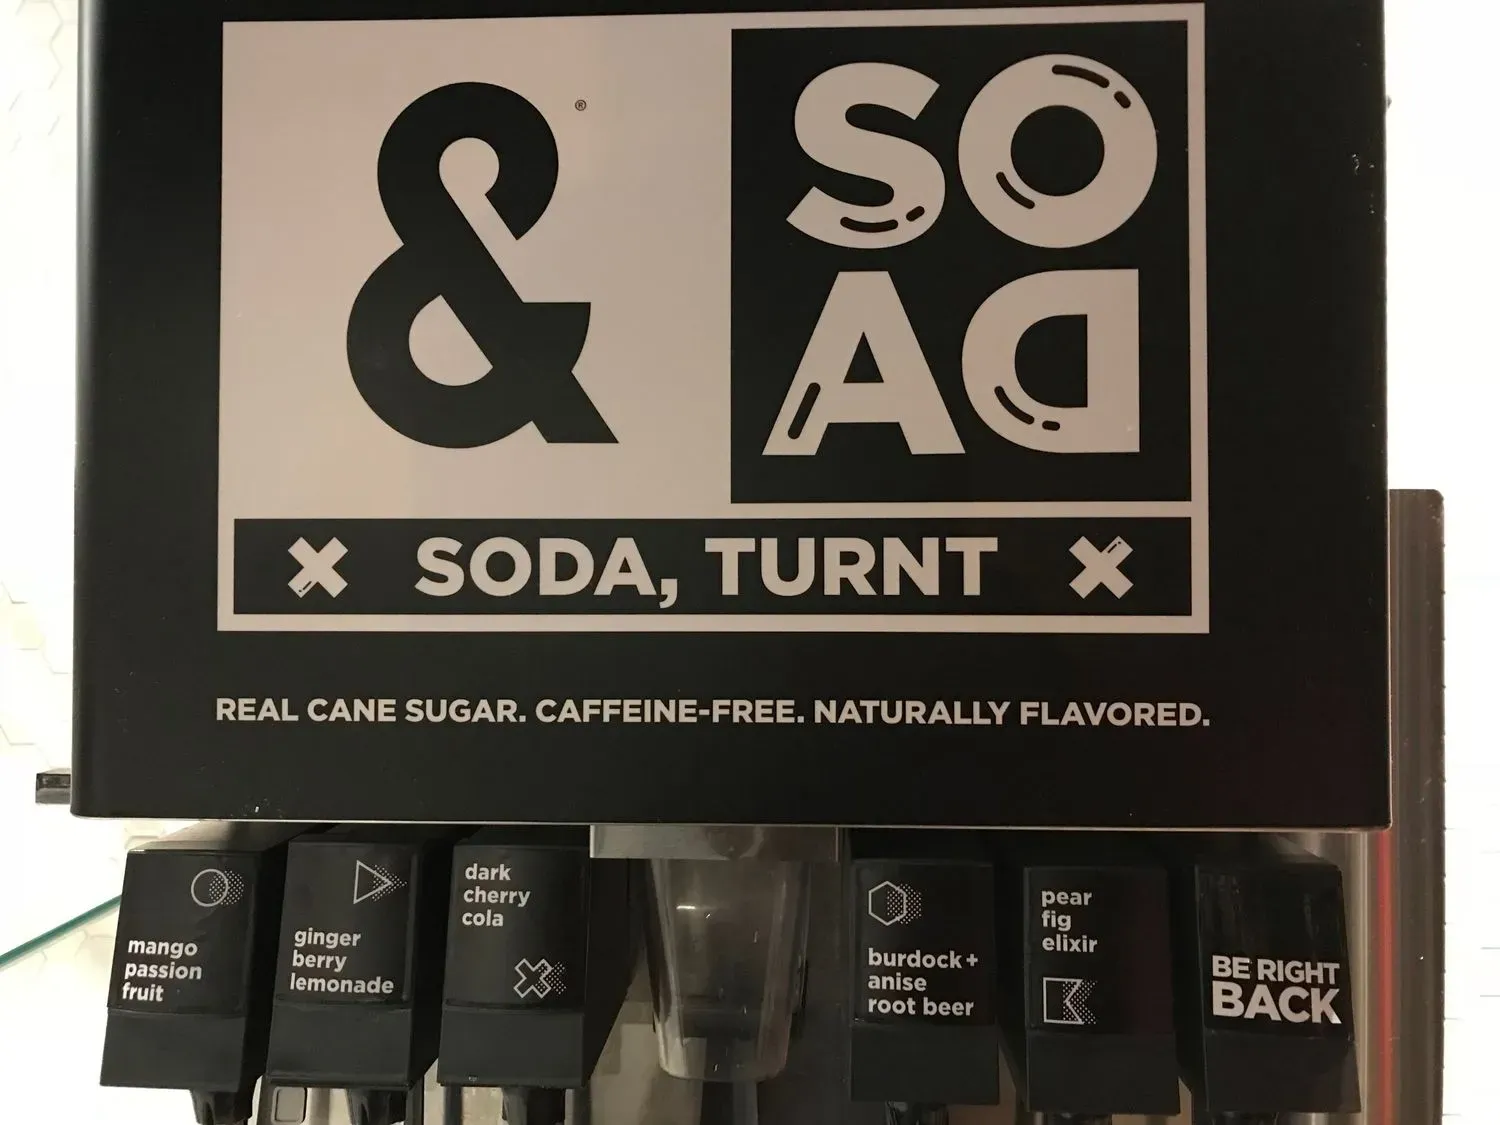 &
®
SO
DA
SODA, TURNT
REAL CANE SUGAR. CAFFEINE-FREE. NATURALLY FLAVORED.
mango
passion
fruit
ginger
berry
lemonade
dark
cherry
cola
burdock +
anise
root beer
pear
fig
elixir
BE RIGHT
BACK